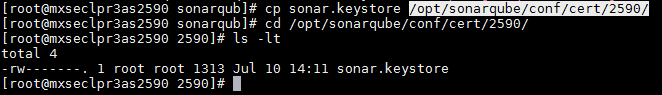 [root@mxseclpr3as2590 sonarqub]# cp sonar.keystore /opt/sonarqube/conf/cert/2590/
[root@mxseclpr3as2590 sonarqub]# cd /opt/sonarqube/conf/cert/2590/
[root@mxseclpr3as2590 2590]# ls -lt
total 4
-rw-------. 1 root root 1313 Jul 10 14:11 sonar.keystore
[root@mxseclpr3as2590 2590]#